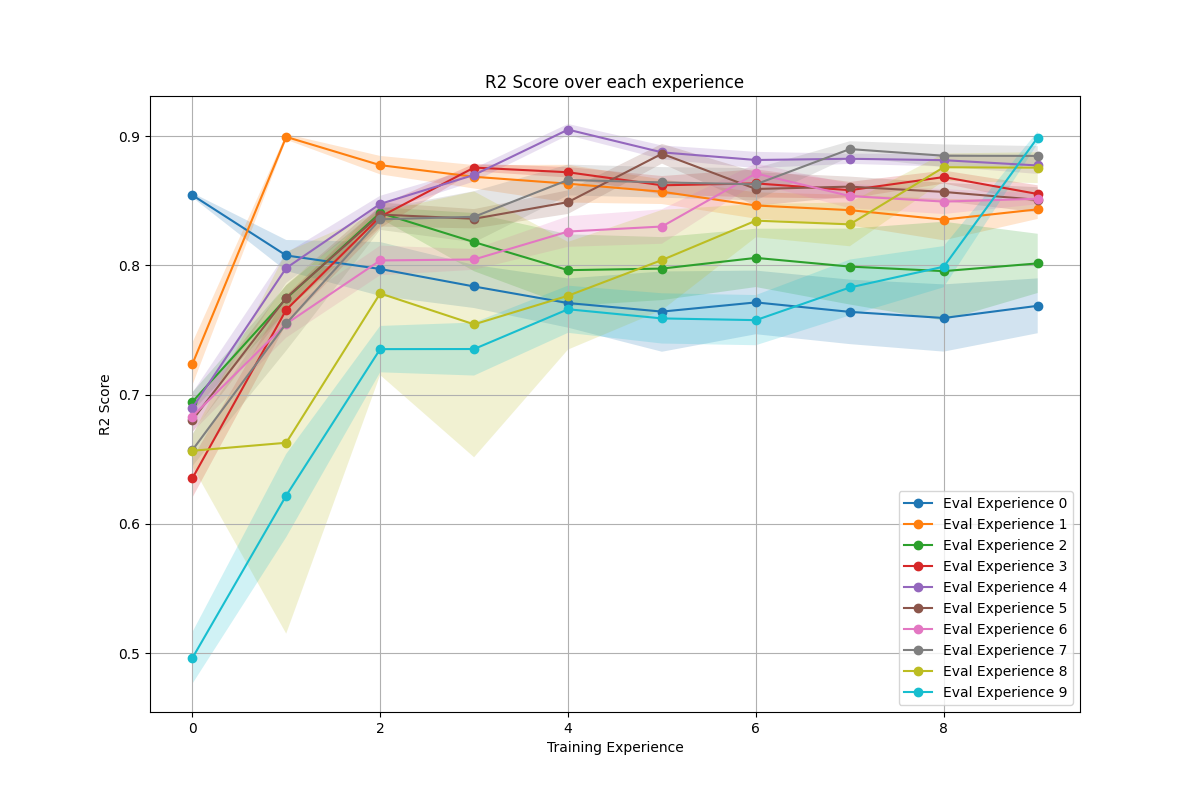 R2 Score over each experience
R2 Score
0.9
0.8
0.7
0.6
0.5
0 2 4 6 8
Training Experience
Eval Experience 0
Eval Experience 1
Eval Experience 2
Eval Experience 3
Eval Experience 4
Eval Experience 5
Eval Experience 6
Eval Experience 7
Eval Experience 8
Eval Experience 9